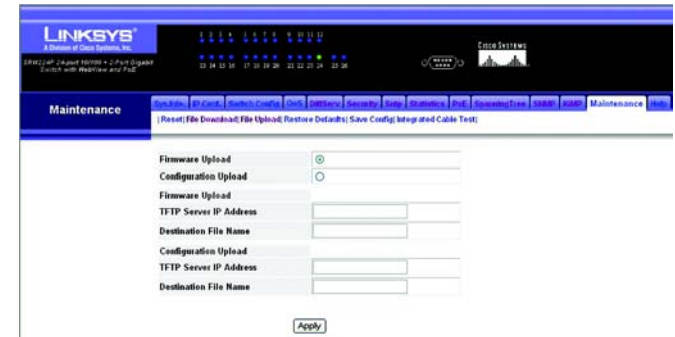 LINKSYS®
A Division of Cisco Systems, Inc.
SRW224P 24-port 10/100 + 2-Port Gigabit
Switch with WebView and PoE
1 2 3 4 5 6 7 8 9 10 11 12
13 14 15 16 17 18 19 20 21 22 23 24 25 26
CISCO SYSTEMS
Maintenance
Sys.Info. IP Conf. Switch Config QoS DiffServ Security Sntp Statistics PoE SpanningTree SNMP IGMP Maintenance Help
| Reset| File Download| File Upload| Restore Defaults| Save Config| Integrated Cable Test|
Firmware Upload
Configuration Upload
Firmware Upload
TFTP Server IP Address
Destination File Name
Configuration Upload
TFTP Server IP Address
Destination File Name
Apply